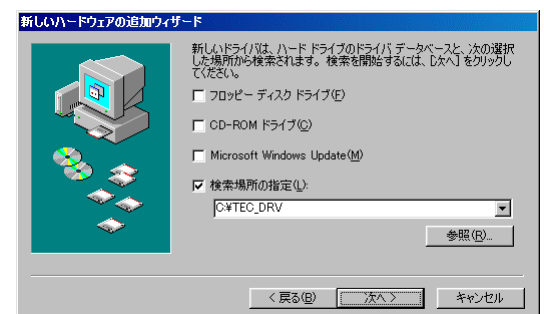 新しいハードウェアの追加ウィザード
新しいドライバは、ハード ドライブのドライバ データベースと、次の選択
した場所から検索されます。検索を開始するには、[次へ] をクリックし
てください。
フロッピー ディスク ドライブ(F)
CD-ROM ドライブ(C)
Microsoft Windows Update(M)
検索場所の指定(L):
C:¥TEC_DRV
参照(R)...
< 戻る(B)
次へ >
キャンセル